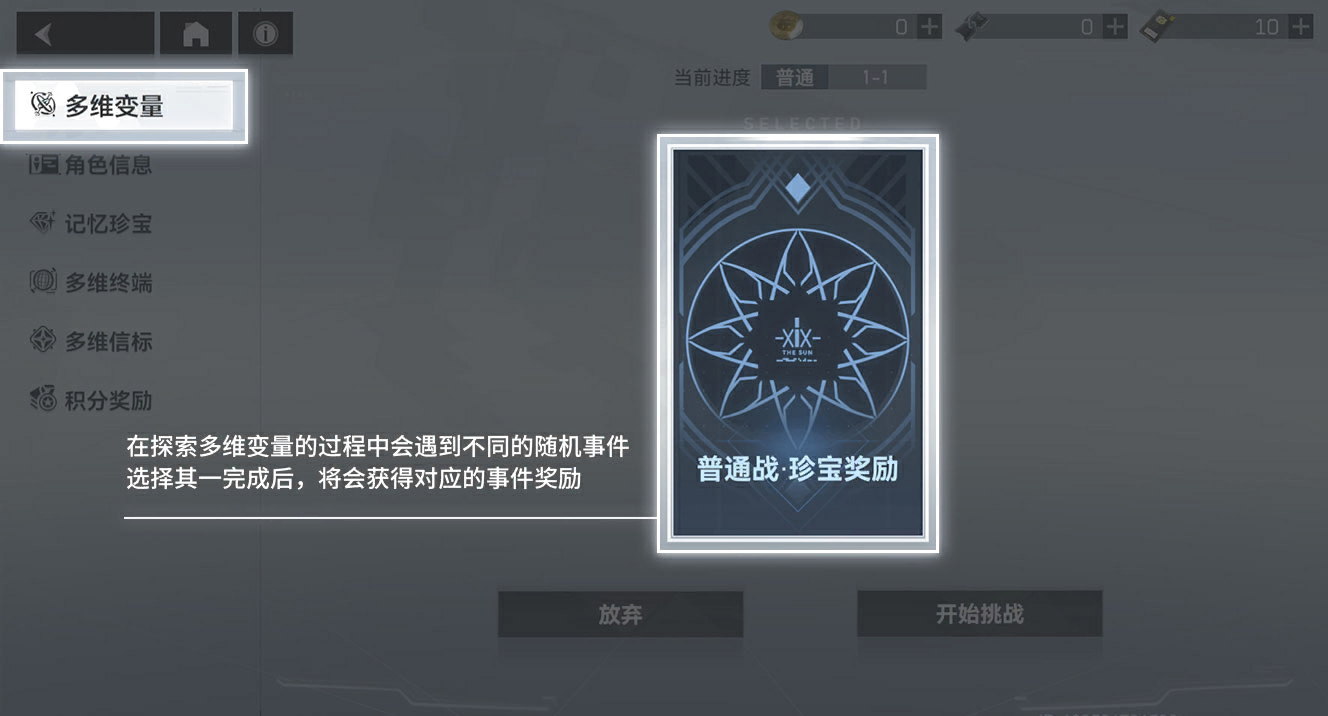 0
0
10
当前进度 普通 1-1
SELECTED
多维变量
角色信息
记忆珍宝
多维终端
多维信标
积分奖励
XIX
THE SUN
普通战·珍宝奖励
在探索多维变量的过程中会遇到不同的随机事件
选择其一完成后，将会获得对应的事件奖励
放弃
开始挑战